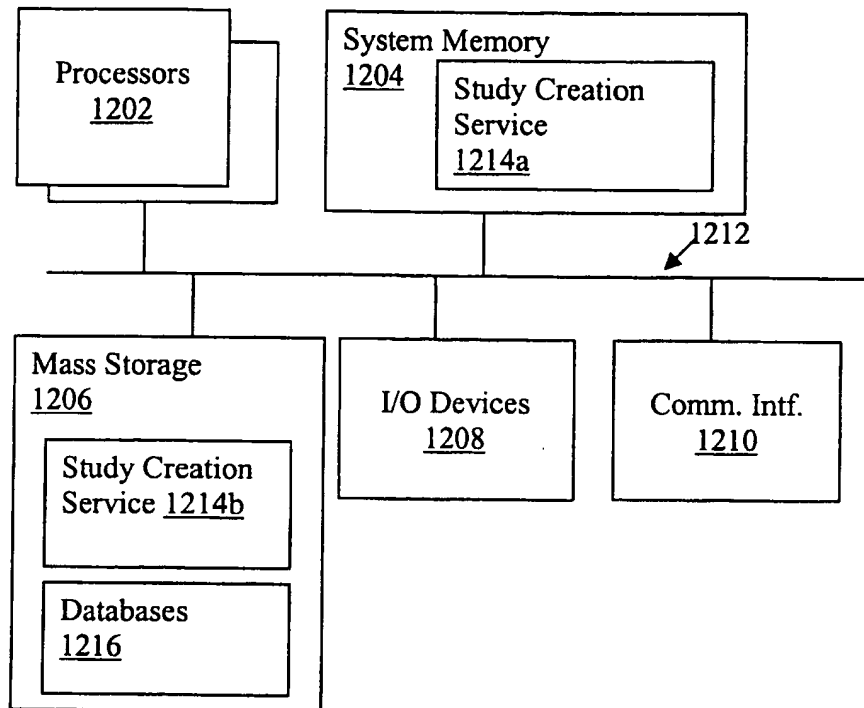 Processors
1202
System Memory
1204
Study Creation
Service
1214a
1212
Mass Storage
1206
Study Creation
Service 1214b
Databases
1216
I/O Devices
1208
Comm. Intf.
1210